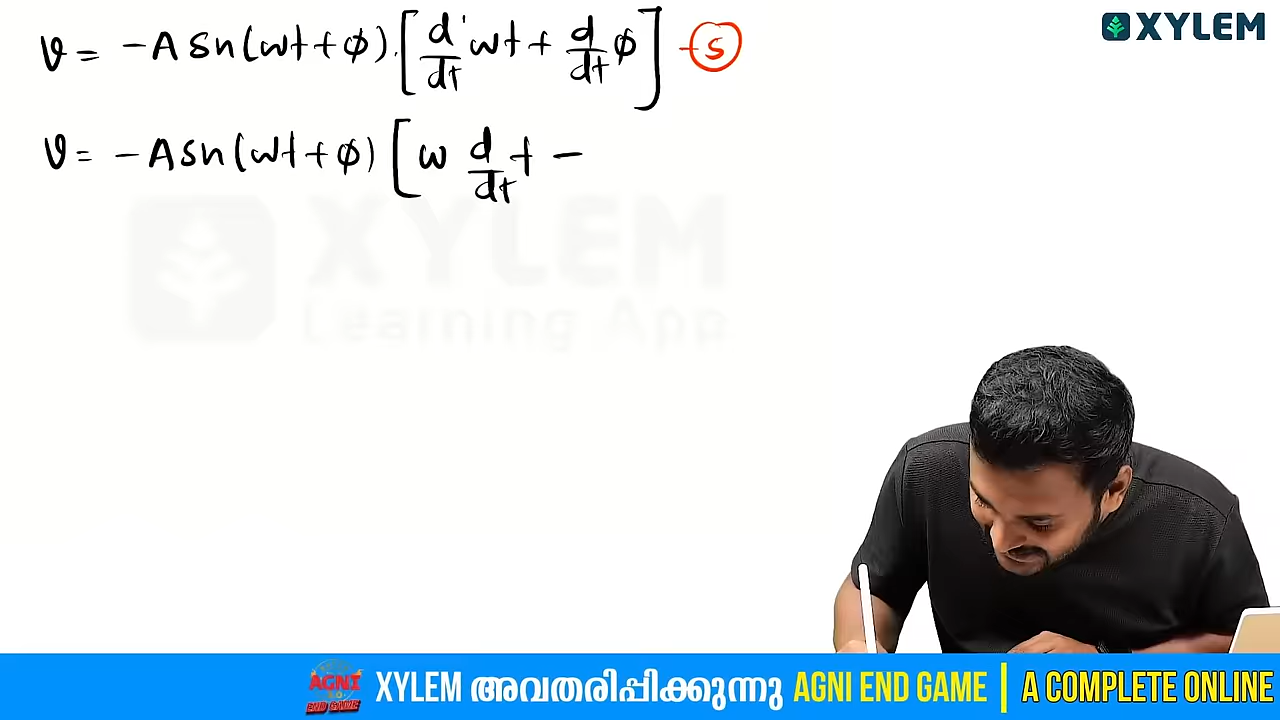 v = -A sn(ωt + φ). [d/dt ωt + d/dt φ] - 5
XYLEM
v = -A sn(ωt + φ) [ω d/dt t -
XYLEM
Learning App
AGNI
END GAME
XYLEM അവതരിപ്പിക്കുന്നു AGNI END GAME | A COMPLETE ONLINE